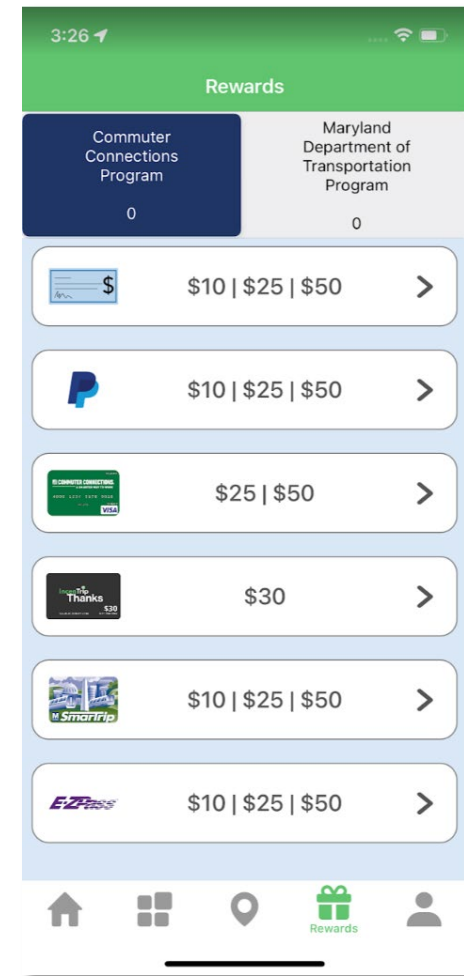 3:26
Rewards
Commuter
Connections
Program
0
Maryland
Department of
Transportation
Program
0
$
$10 | $25 | $50
$10 | $25 | $50
COMMUTER CONNECTIONS.
VISA
$25 | $50
incenTrip
Thanks
$30
$30
M SmarTrip
$10 | $25 | $50
E-ZPass
$10 | $25 | $50
Rewards